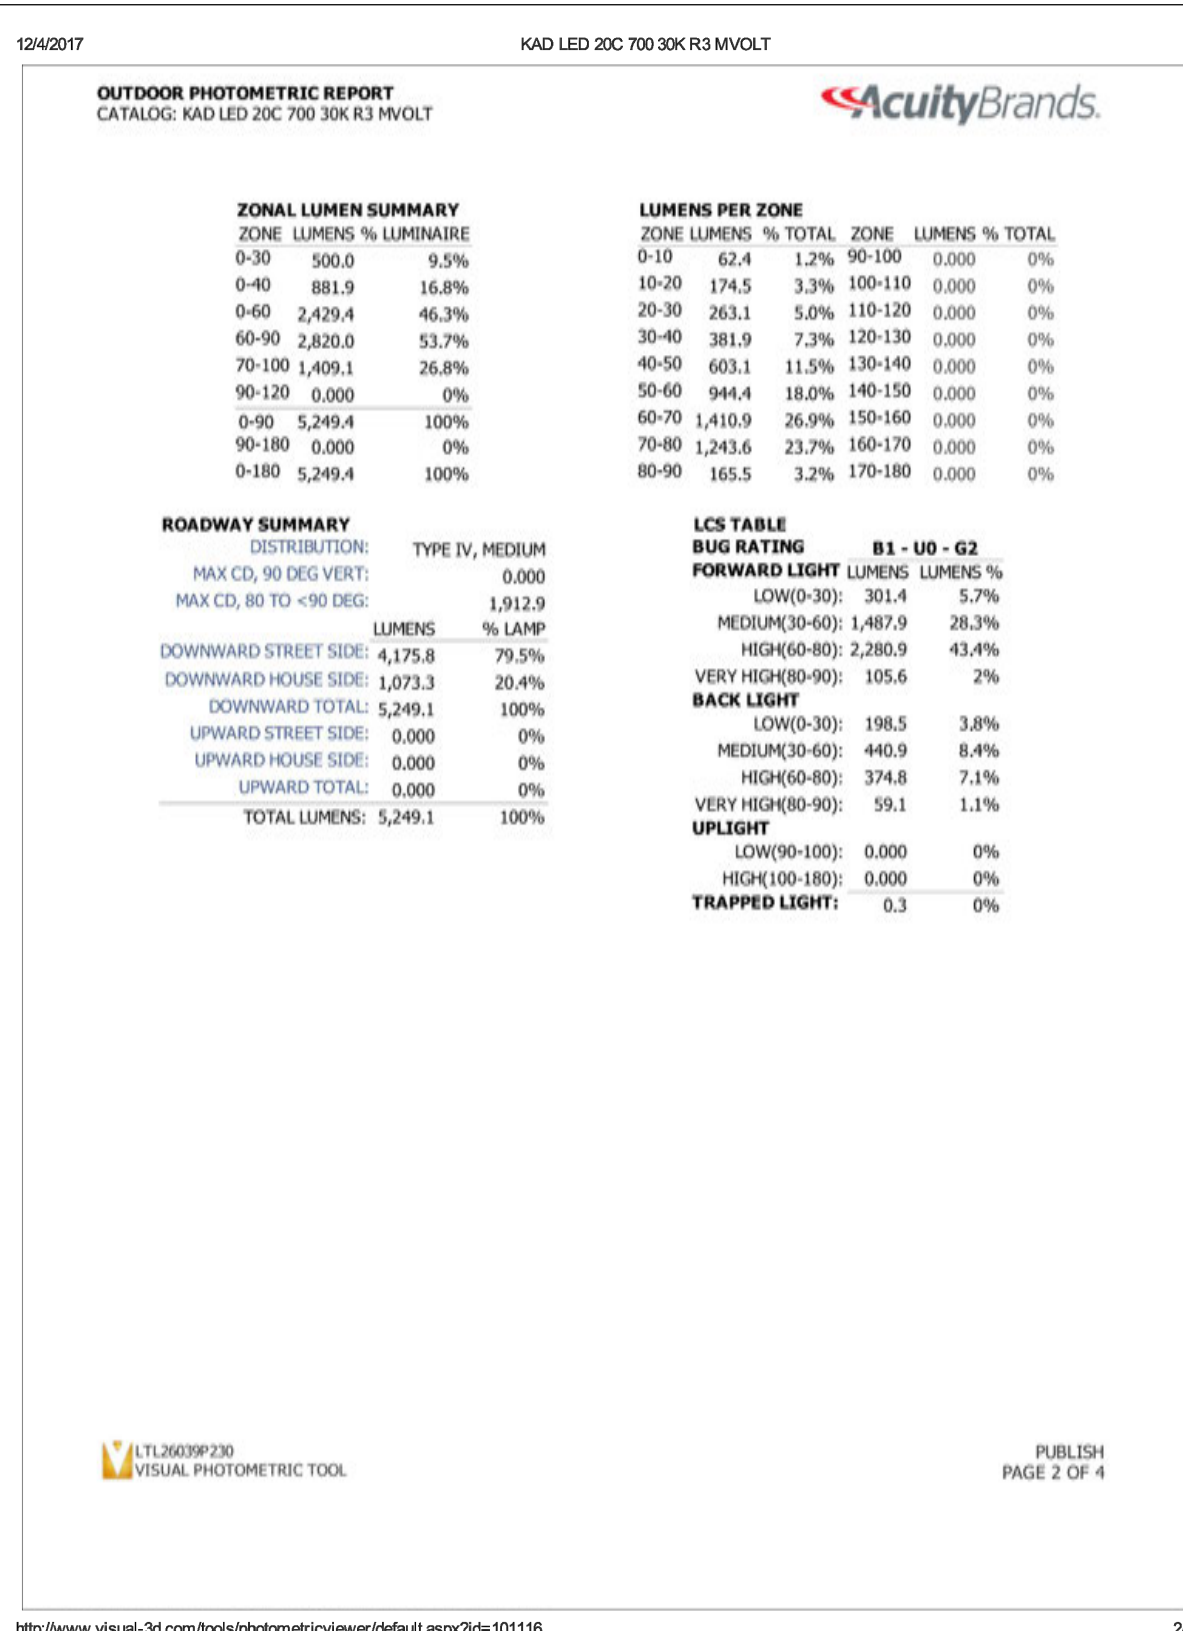 12/4/2017 KAD LED 20C 700 30K R3 MVOLT
OUTDOOR PHOTOMETRIC REPORT
CATALOG: KAD LED 20C 700 30K R3 MVOLT
AcuityBrands.
ZONAL LUMEN SUMMARY
ZONE LUMENS % LUMINAIRE
0-30 500.0 9.5%
0-40 881.9 16.8%
0-60 2,429.4 46.3%
60-90 2,820.0 53.7%
70-100 1,409.1 26.8%
90-120 0.000 0%
0-90 5,249.4 100%
90-180 0.000 0%
0-180 5,249.4 100%
LUMENS PER ZONE
ZONE LUMENS % TOTAL ZONE LUMENS % TOTAL
0-10 62.4 1.2% 90-100 0.000 0%
10-20 174.5 3.3% 100-110 0.000 0%
20-30 263.1 5.0% 110-120 0.000 0%
30-40 381.9 7.3% 120-130 0.000 0%
40-50 603.1 11.5% 130-140 0.000 0%
50-60 944.4 18.0% 140-150 0.000 0%
60-70 1,410.9 26.9% 150-160 0.000 0%
70-80 1,243.6 23.7% 160-170 0.000 0%
80-90 165.5 3.2% 170-180 0.000 0%
ROADWAY SUMMARY
DISTRIBUTION: TYPE IV, MEDIUM
MAX CD, 90 DEG VERT: 0.000
MAX CD, 80 TO <90 DEG: 1,912.9
LUMENS % LAMP
DOWNWARD STREET SIDE: 4,175.8 79.5%
DOWNWARD HOUSE SIDE: 1,073.3 20.4%
DOWNWARD TOTAL: 5,249.1 100%
UPWARD STREET SIDE: 0.000 0%
UPWARD HOUSE SIDE: 0.000 0%
UPWARD TOTAL: 0.000 0%
TOTAL LUMENS: 5,249.1 100%
LCS TABLE
BUG RATING B1 - U0 - G2
FORWARD LIGHT LUMENS LUMENS %
LOW(0-30): 301.4 5.7%
MEDIUM(30-60): 1,487.9 28.3%
HIGH(60-80): 2,280.9 43.4%
VERY HIGH(80-90): 105.6 2%
BACK LIGHT
LOW(0-30): 198.5 3.8%
MEDIUM(30-60): 440.9 8.4%
HIGH(60-80): 374.8 7.1%
VERY HIGH(80-90): 59.1 1.1%
UPLIGHT
LOW(90-100): 0.000 0%
HIGH(100-180): 0.000 0%
TRAPPED LIGHT: 0.3 0%
LTL26039P230
VISUAL PHOTOMETRIC TOOL
PUBLISH
PAGE 2 OF 4
http://www.visual-3d.com/tools/photometricviewer/default.aspx?id=101116